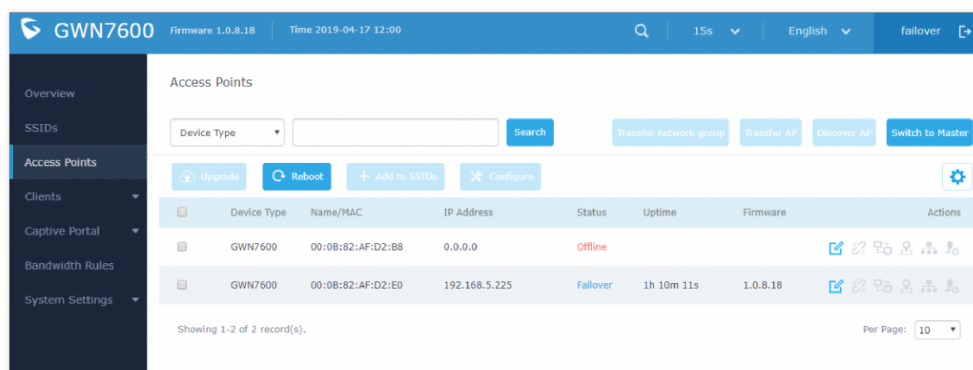 GWN7600 Firmware 1.0.8.18 Time 2019-04-17 12:00 15s English failover
Overview
SSIDs
Access Points
Clients
Captive Portal
Bandwidth Rules
System Settings
Access Points
Device Type Search Transfer network group Transfer AP Discover AP Switch to Master
Upgrade Reboot Add to SSIDs Configure
Device Type Name/MAC IP Address Status Uptime Firmware Actions
GWN7600 00:0B:82:AF:D2:B8 0.0.0.0 Offline
GWN7600 00:0B:82:AF:D2:E0 192.168.5.225 Failover 1h 10m 11s 1.0.8.18
Showing 1-2 of 2 record(s). Per Page: 10